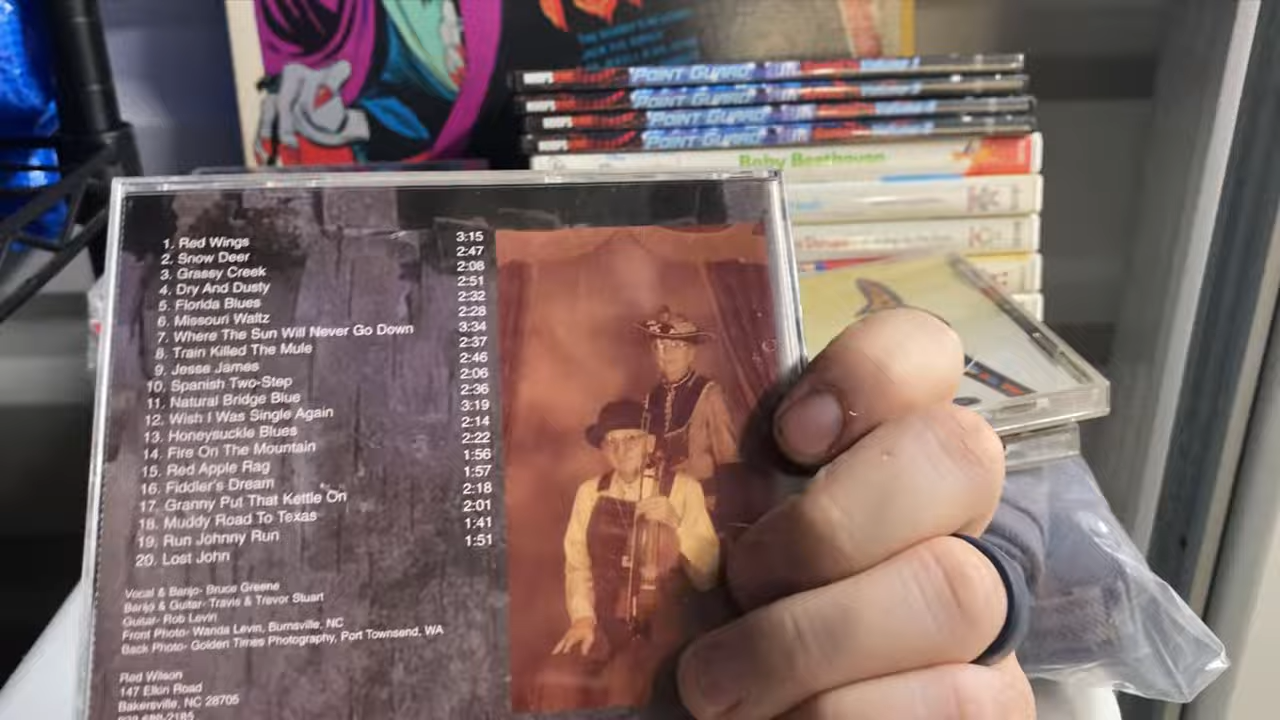 POINT GUARD
POINT GUARD
POINT GUARD
HOOPS POINT GUARD
Baby Beethoven
1. Red Wings 3:15
2. Snow Deer 2:47
3. Grassy Creek 2:08
4. Dry And Dusty 2:51
5. Florida Blues 2:32
6. Missouri Waltz 2:28
7. Where The Sun Will Never Go Down 3:34
8. Train Killed The Mule 2:37
9. Jesse James 2:46
10. Spanish Two-Step 2:06
11. Natural Bridge Blue 2:36
12. Wish I Was Single Again 3:19
13. Honeysuckle Blues 2:14
14. Fire On The Mountain 2:22
15. Red Apple Rag 1:56
16. Fiddler's Dream 1:57
17. Granny Put That Kettle On 2:18
18. Muddy Road To Texas 2:01
19. Run Johnny Run 1:41
20. Lost John 1:51
Vocal & Banjo- Bruce Greene
Banjo & Guitar- Travis & Trevor Stuart
Guitar- Rob Levin
Front Photo- Wanda Levin, Burnsville, NC
Back Photo- Golden Times Photography, Port Townsend, WA
Red Wilson
147 Elkin Road
Bakersville, NC 28705